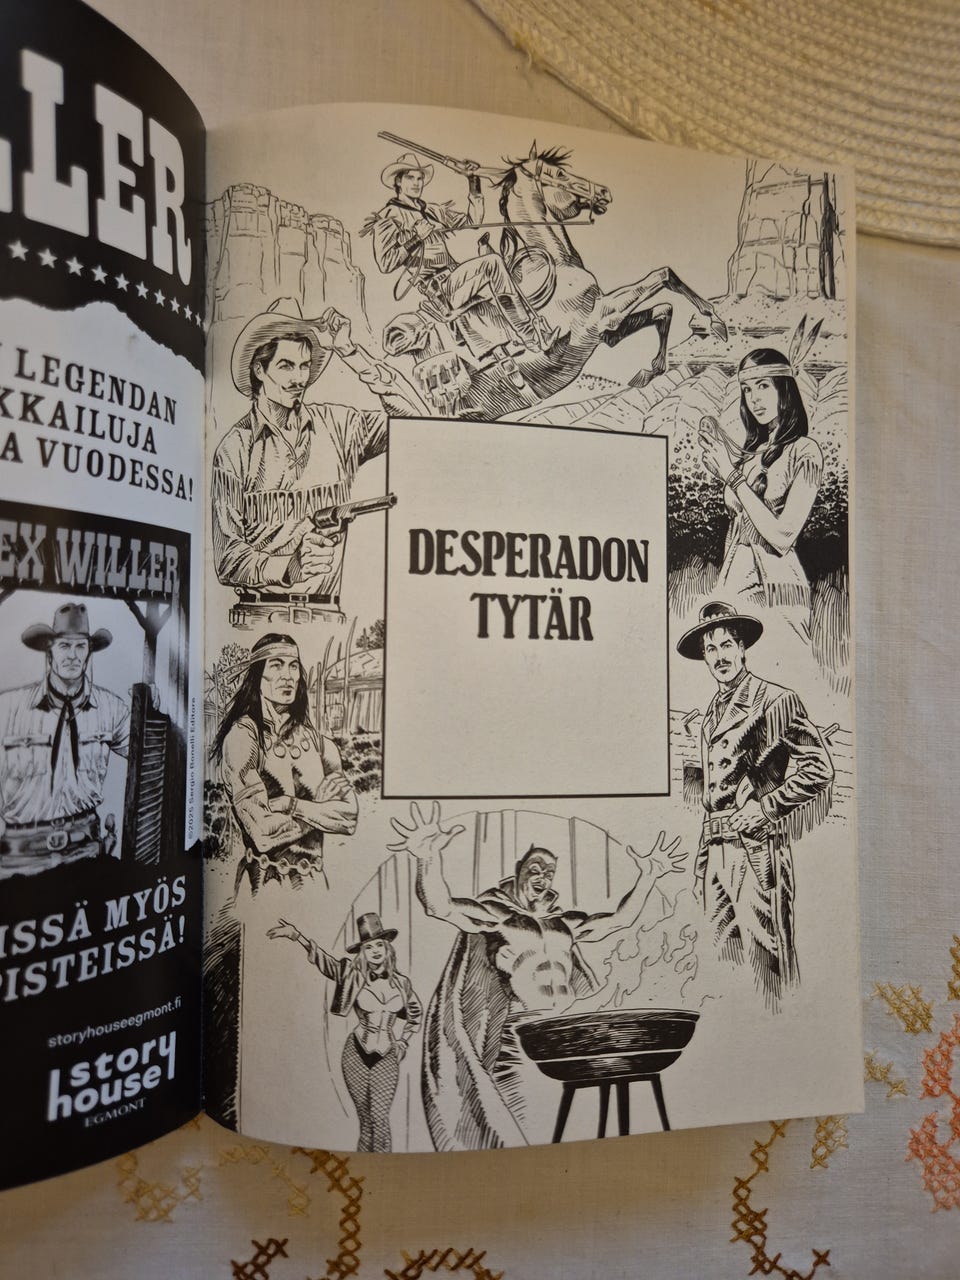 LLER
LEGENDAN
KKAILUJA
A VUODESSA!
EX WILLER
©2025 Sergio Bonelli Editore
ISSÄ MYÖS
PISTEISSÄ!
storyhouseegmont.fi
story
house
EGMONT
DESPERADON
TYTÄR